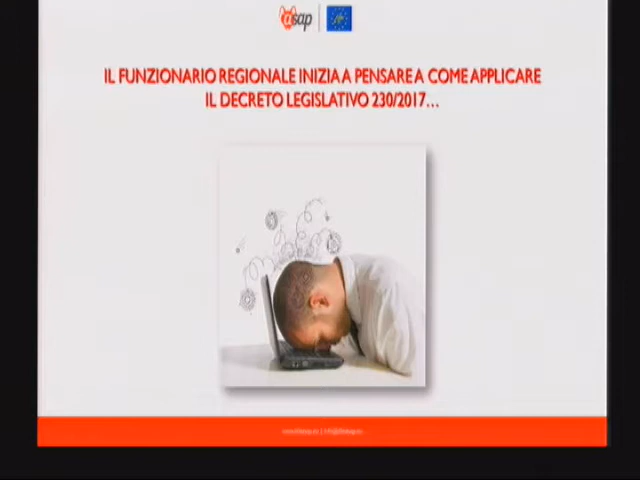 asap
IL FUNZIONARIO REGIONALE INIZIA A PENSARE A COME APPLICARE
IL DECRETO LEGISLATIVO 230/2017...